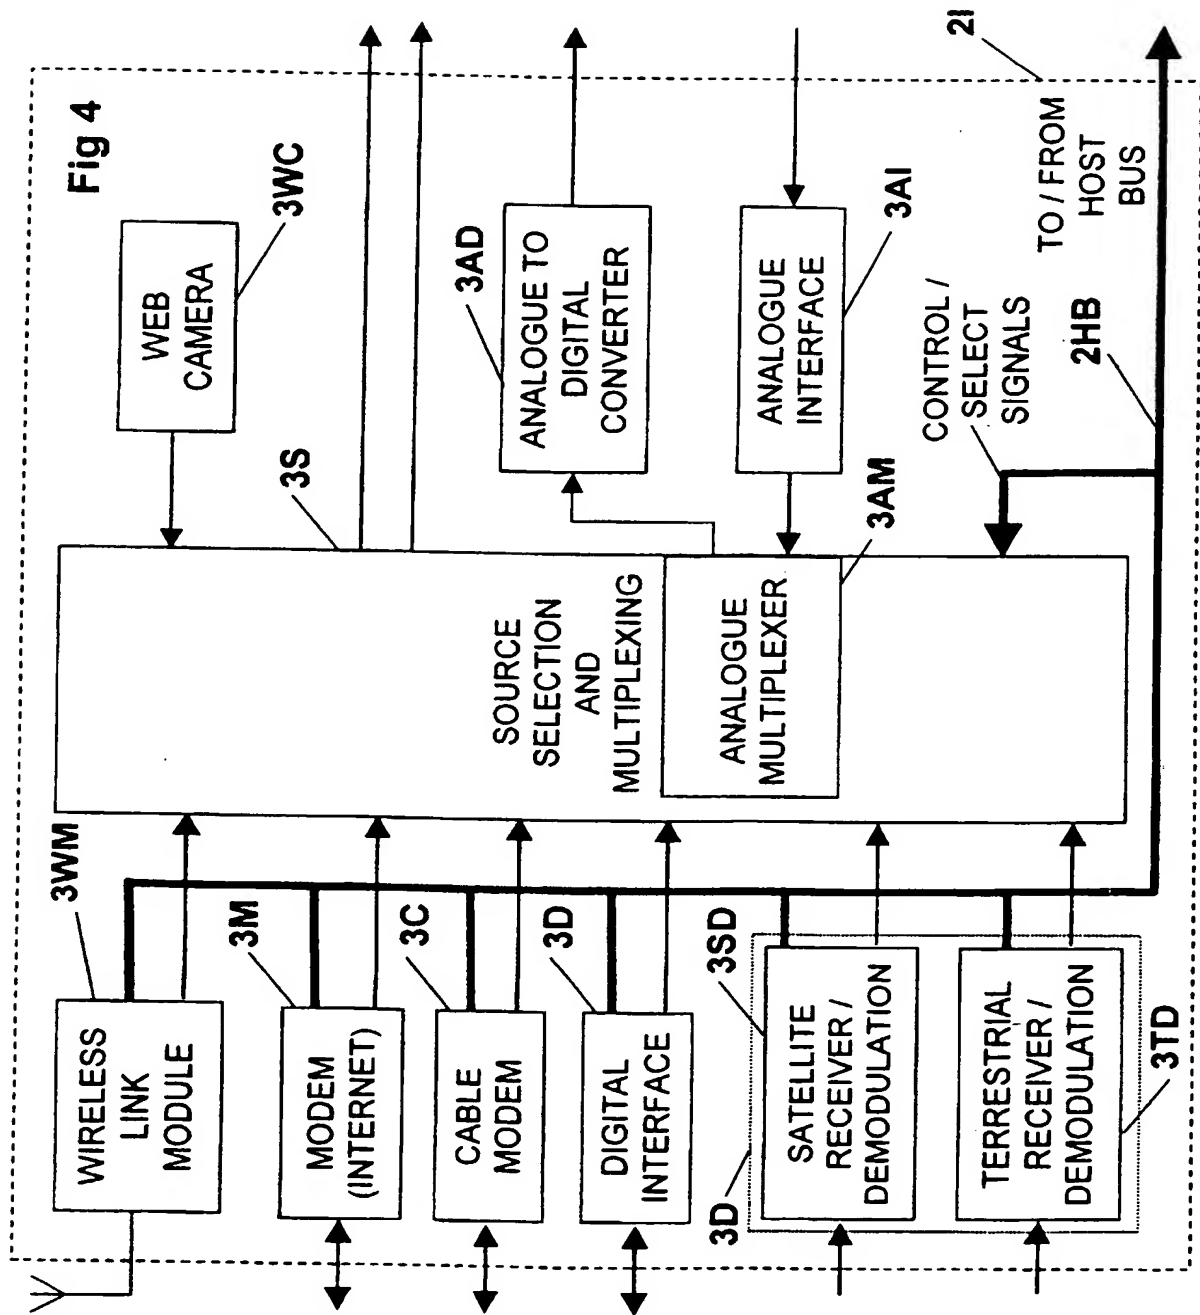 Fig 4
3WM
WIRELESS
LINK
MODULE
3M
MODEM
(INTERNET)
3C
CABLE
MODEM
3D
DIGITAL
INTERFACE
3SD
3D
SATELLITE
RECEIVER /
DEMODULATION
TERRESTRIAL
RECEIVER /
DEMODULATION
3TD
SOURCE
SELECTION
AND
MULTIPLEXING
3S
ANALOGUE
MULTIPLEXER
3AM
WEB
CAMERA
3WC
3AD
ANALOGUE TO
DIGITAL
CONVERTER
ANALOGUE
INTERFACE
3AI
CONTROL /
SELECT
SIGNALS
2HB
TO / FROM
HOST
BUS
2I